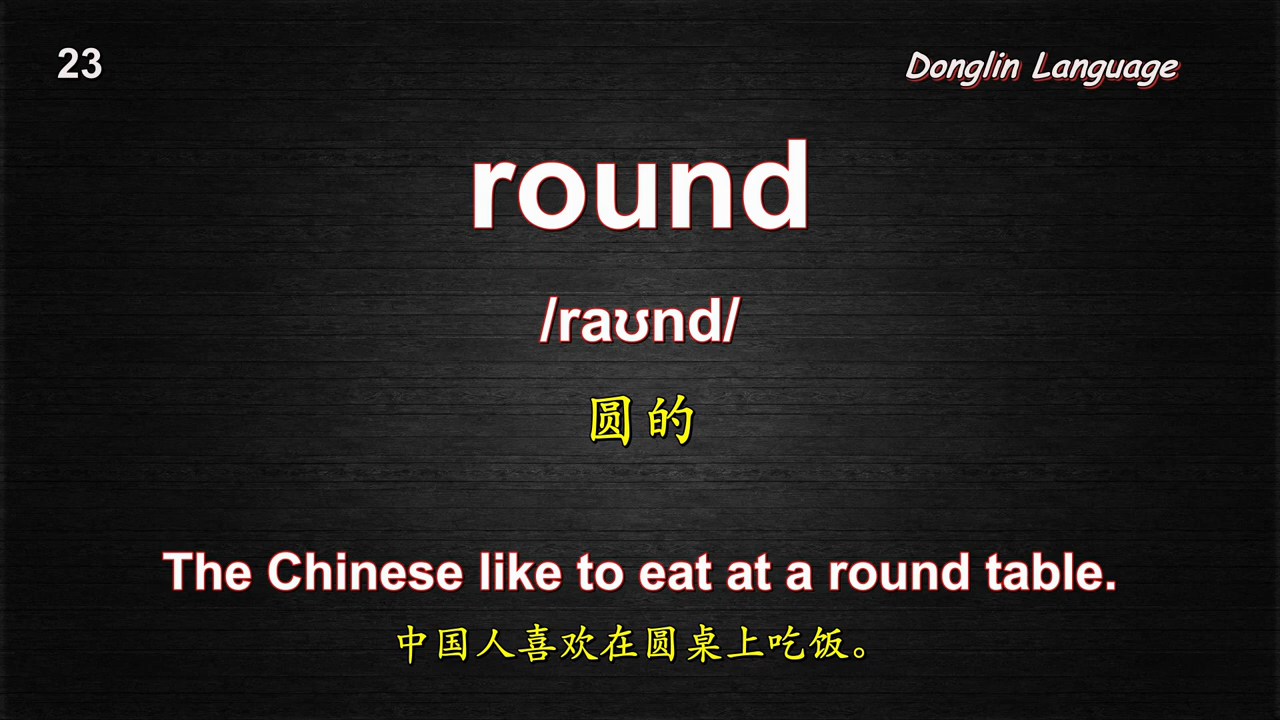 23
Donglin Language
round
/raʊnd/
圆的
The Chinese like to eat at a round table.
中国人喜欢在圆桌上吃饭。